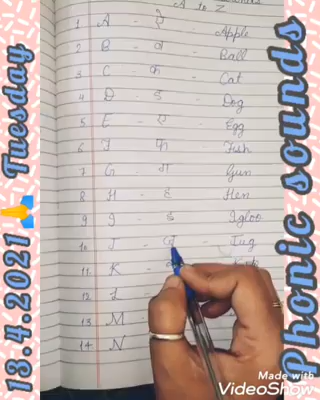 A to Z
1 A - ऐ - Apple
2 B - ब - Ball
3 C - क - Cat
4 D - ड - Dog
5 E - ए - Egg
6 F - फ - Fish
7 G - ग - Gun
8 H - ह - Hen
9 I - इ - Igloo
10 J - ज - Jug
11 K -
12 L -
13 M
14 N
13.4.2021 🙏 Tuesday
Phonic sounds
Made with
VideoShow